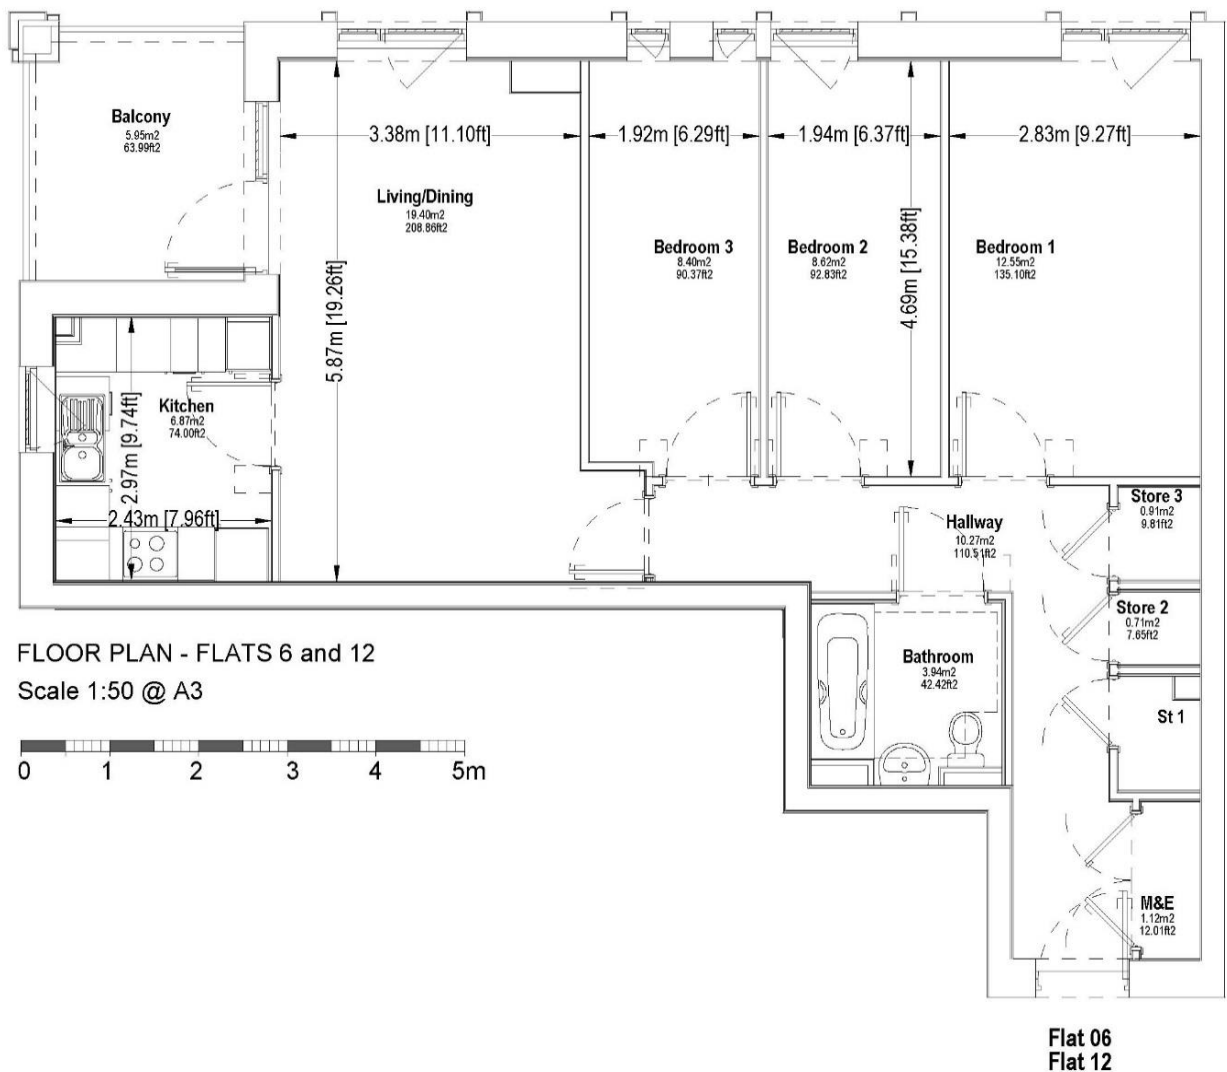 Balcony
5.95m2
63.99ft2
3.38m [11.10ft]
1.92m [6.29ft]
1.94m [6.37ft]
2.83m [9.27ft]
Living/Dining
19.40m2
208.86ft2
Bedroom 3
8.40m2
90.37ft2
Bedroom 2
8.62m2
92.83ft2
4.69m [15.38ft]
Bedroom 1
12.55m2
135.10ft2
5.87m [19.26ft]
Kitchen
6.87m2
74.00ft2
2.97m [9.74ft]
2.43m [7.96ft]
Hallway
10.27m2
110.51ft2
Store 3
0.91m2
9.81ft2
Store 2
0.71m2
7.65ft2
Bathroom
3.94m2
42.42ft2
St 1
M&E
1.12m2
12.01ft2
FLOOR PLAN - FLATS 6 and 12
Scale 1:50 @ A3
0 1 2 3 4 5m
Flat 06
Flat 12